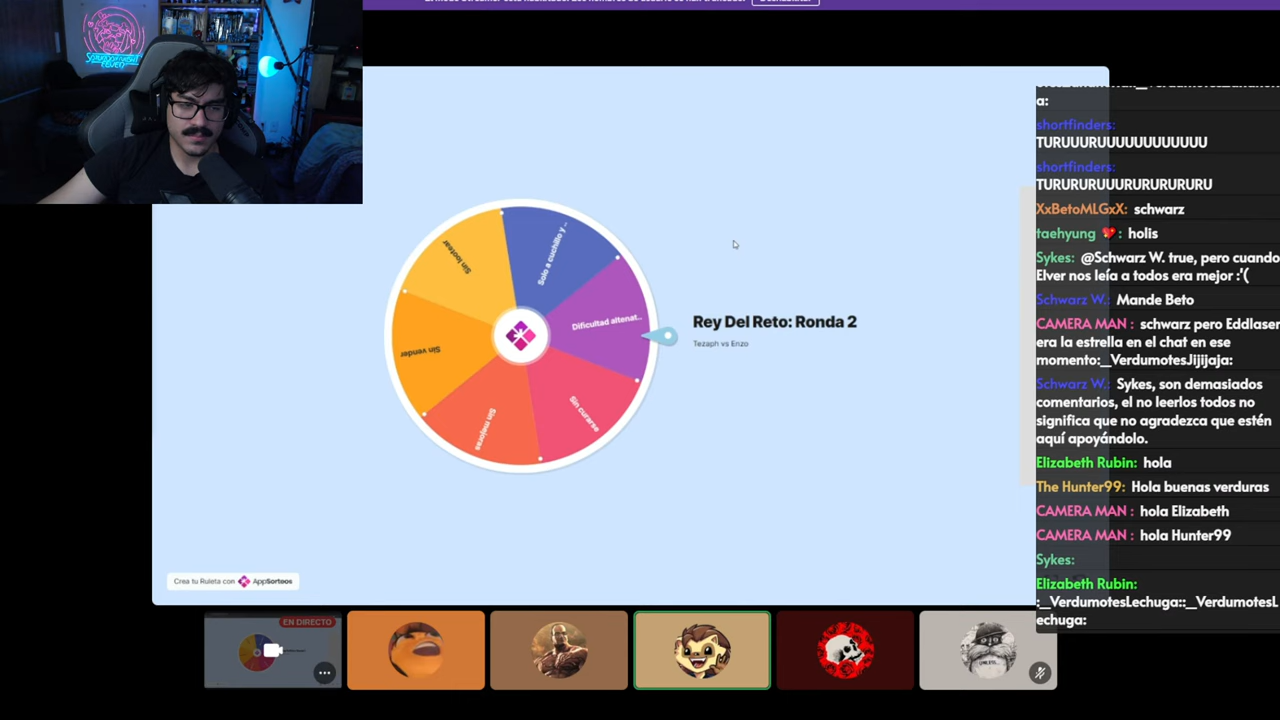 Solo a cuchillo y ..
Dificultad altenat..
Sin curarse
Sin mejoras
Sin vender
Sin lootear
Rey Del Reto: Ronda 2
Tezaph vs Enzo
Crea tu Ruleta con AppSorteos
EN DIRECTO
a:
shortfinders:
TURUUURUUUUUUUUUUUU
shortfinders:
TURURURUUURURURURURU
XxBetoMLGxX: schwarz
taehyung : holis
Sykes: @Schwarz W. true, pero cuando
Elver nos leía a todos era mejor :'(
Schwarz W.: Mande Beto
CAMERA MAN : schwarz pero Eddlaser
era la estrella en el chat en ese
momento:_VerdumotesJijijaja:
Schwarz W.: Sykes, son demasiados
comentarios, el no leerlos todos no
significa que no agradezca que estén
aquí apoyándolo.
Elizabeth Rubin: hola
The Hunter99: Hola buenas verduras
CAMERA MAN : hola Elizabeth
CAMERA MAN : hola Hunter99
Sykes:
Elizabeth Rubin:
:_VerdumotesLechuga::_VerdumotesL
echuga: